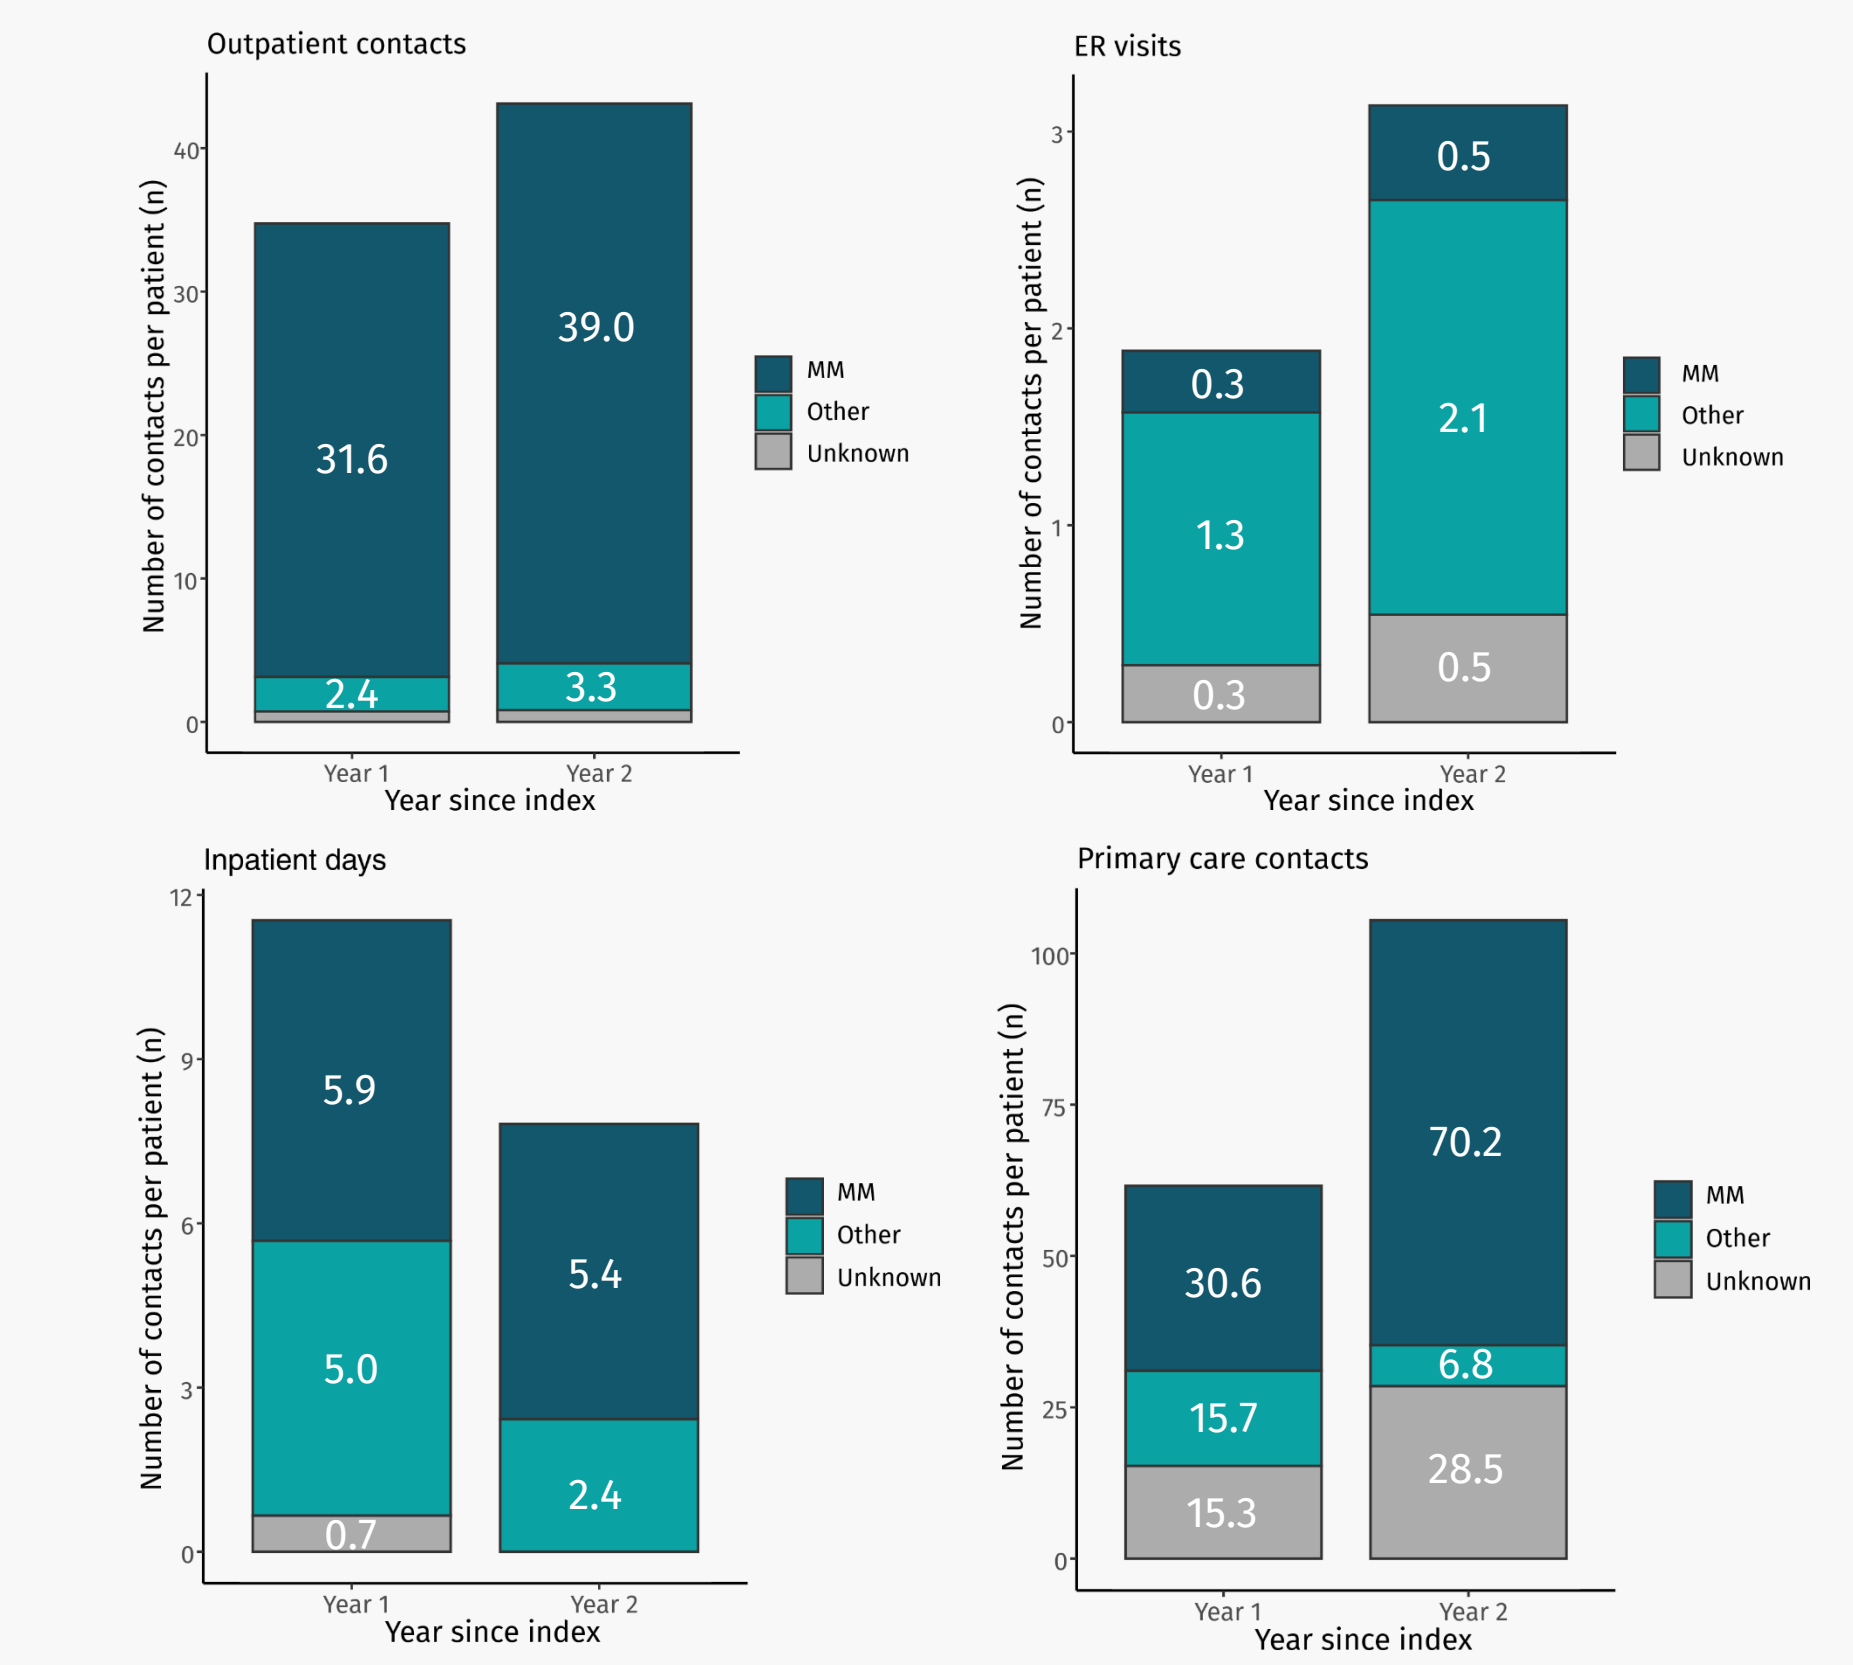 Outpatient contacts
Number of contacts per patient (n)
40
30
20
10
0
31.6
2.4
39.0
3.3
Year 1
Year 2
Year since index
MM
Other
Unknown
ER visits
Number of contacts per patient (n)
3
2
1
0
0.3
1.3
0.3
0.5
2.1
0.5
Year 1
Year 2
Year since index
MM
Other
Unknown
Inpatient days
Number of contacts per patient (n)
12
9
6
3
0
5.9
5.0
0.7
5.4
2.4
Year 1
Year 2
Year since index
MM
Other
Unknown
Primary care contacts
Number of contacts per patient (n)
100
75
50
25
0
30.6
15.7
15.3
70.2
6.8
28.5
Year 1
Year 2
Year since index
MM
Other
Unknown